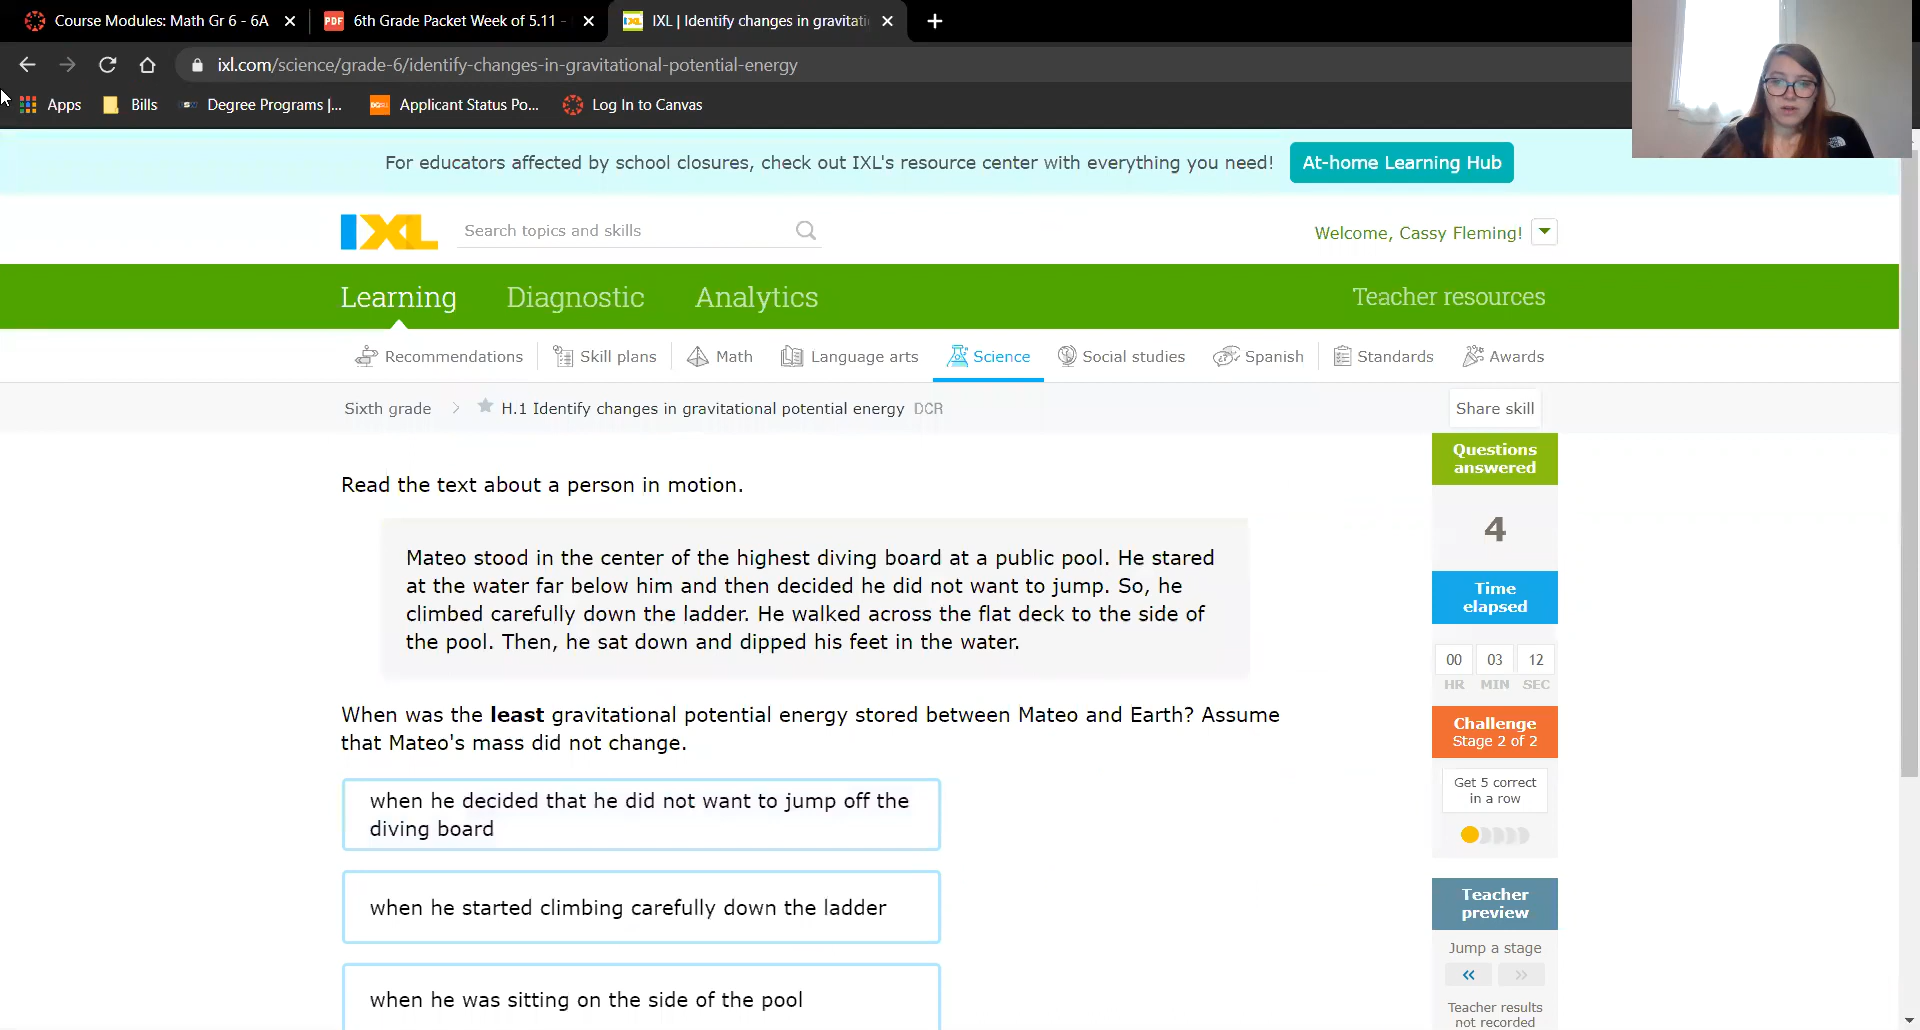 Course Modules: Math Gr 6 - 6A
PDF 6th Grade Packet Week of 5.11 -
IXL | Identify changes in gravitati
ixl.com/science/grade-6/identify-changes-in-gravitational-potential-energy
Apps Bills Degree Programs |... Applicant Status Po... Log In to Canvas
For educators affected by school closures, check out IXL's resource center with everything you need! At-home Learning Hub
IXL Search topics and skills Welcome, Cassy Fleming!
Learning Diagnostic Analytics Teacher resources
Recommendations Skill plans Math Language arts Science Social studies Spanish Standards Awards
Sixth grade > H.1 Identify changes in gravitational potential energy DCR Share skill
Read the text about a person in motion.
Mateo stood in the center of the highest diving board at a public pool. He stared
at the water far below him and then decided he did not want to jump. So, he
climbed carefully down the ladder. He walked across the flat deck to the side of
the pool. Then, he sat down and dipped his feet in the water.
When was the least gravitational potential energy stored between Mateo and Earth? Assume
that Mateo's mass did not change.
when he decided that he did not want to jump off the
diving board
when he started climbing carefully down the ladder
when he was sitting on the side of the pool
Questions
answered
4
Time
elapsed
00 03 12
HR MIN SEC
Challenge
Stage 2 of 2
Get 5 correct
in a row
Teacher
preview
Jump a stage
« »
Teacher results
not recorded